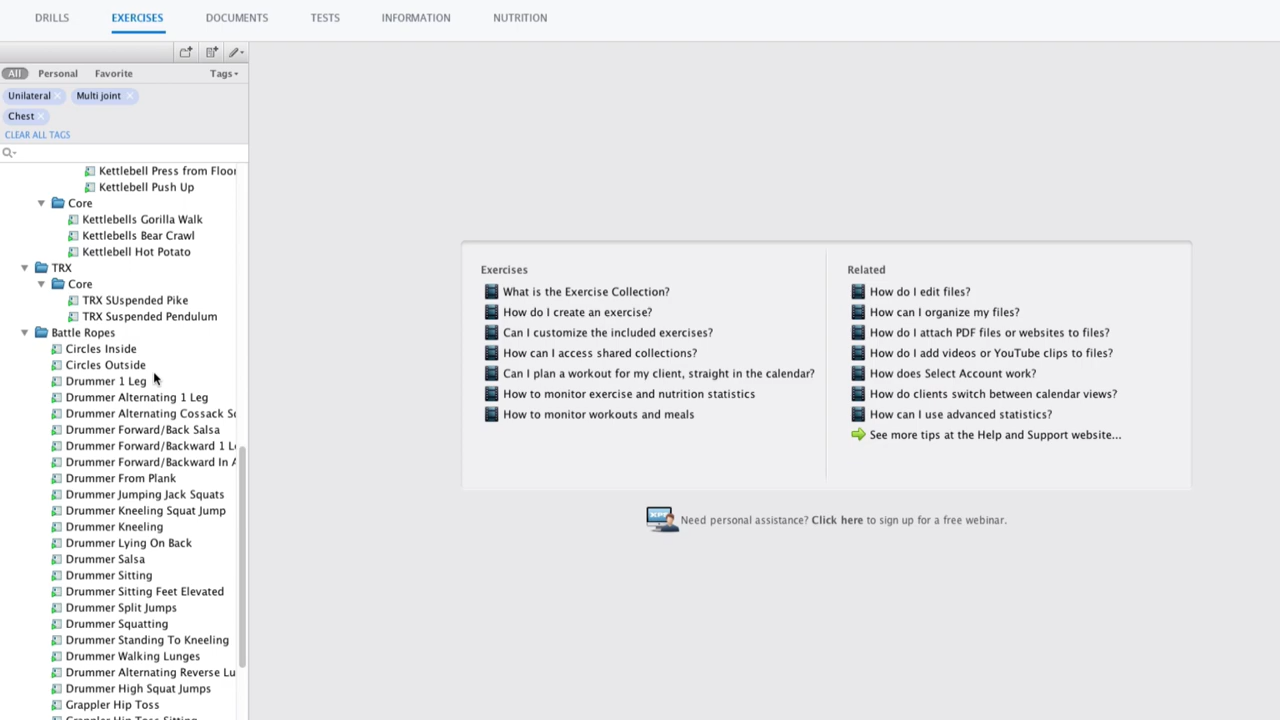 DRILLS EXERCISES DOCUMENTS TESTS INFORMATION NUTRITION
All Personal Favorite Tags
Unilateral Multi joint
Chest
CLEAR ALL TAGS
Kettlebell Press from Floor
Kettlebell Push Up
Core
Kettlebells Gorilla Walk
Kettlebells Bear Crawl
Kettlebell Hot Potato
TRX
Core
TRX SUspended Pike
TRX Suspended Pendulum
Battle Ropes
Circles Inside
Circles Outside
Drummer 1 Leg
Drummer Alternating 1 Leg
Drummer Alternating Cossack
Drummer Forward/Back Salsa
Drummer Forward/Backward 1
Drummer Forward/Backward In
Drummer From Plank
Drummer Jumping Jack Squats
Drummer Kneeling Squat Jump
Drummer Kneeling
Drummer Lying On Back
Drummer Salsa
Drummer Sitting
Drummer Sitting Feet Elevated
Drummer Split Jumps
Drummer Squatting
Drummer Standing To Kneeling
Drummer Walking Lunges
Drummer Alternating Reverse Lu
Drummer High Squat Jumps
Grappler Hip Toss
Grappler Hip Toss Sitting
Exercises
What is the Exercise Collection?
How do I create an exercise?
Can I customize the included exercises?
How can I access shared collections?
Can I plan a workout for my client, straight in the calendar?
How to monitor exercise and nutrition statistics
How to monitor workouts and meals
Related
How do I edit files?
How can I organize my files?
How do I attach PDF files or websites to files?
How do I add videos or YouTube clips to files?
How does Select Account work?
How do clients switch between calendar views?
How can I use advanced statistics?
See more tips at the Help and Support website...
Need personal assistance? Click here to sign up for a free webinar.